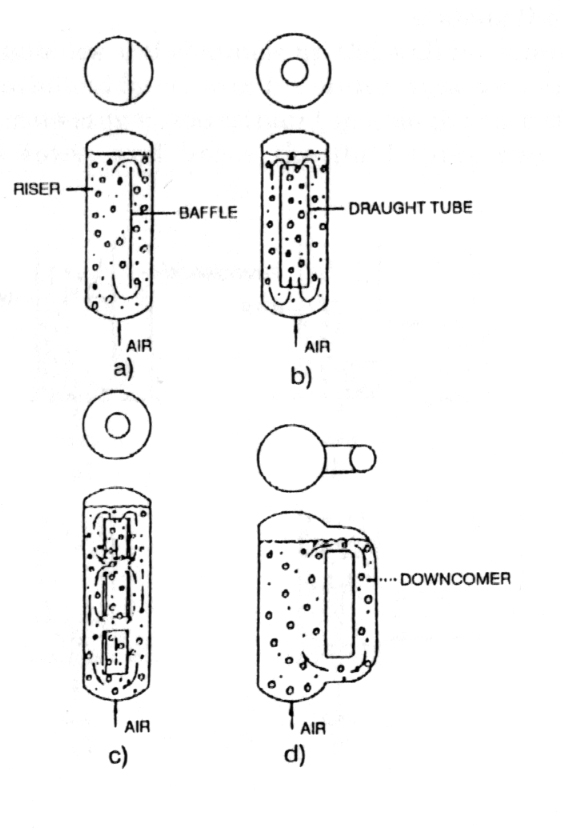 RISER
BAFFLE
DRAUGHT TUBE
AIR
a)
AIR
b)
DOWNCOMER
AIR
c)
AIR
d)